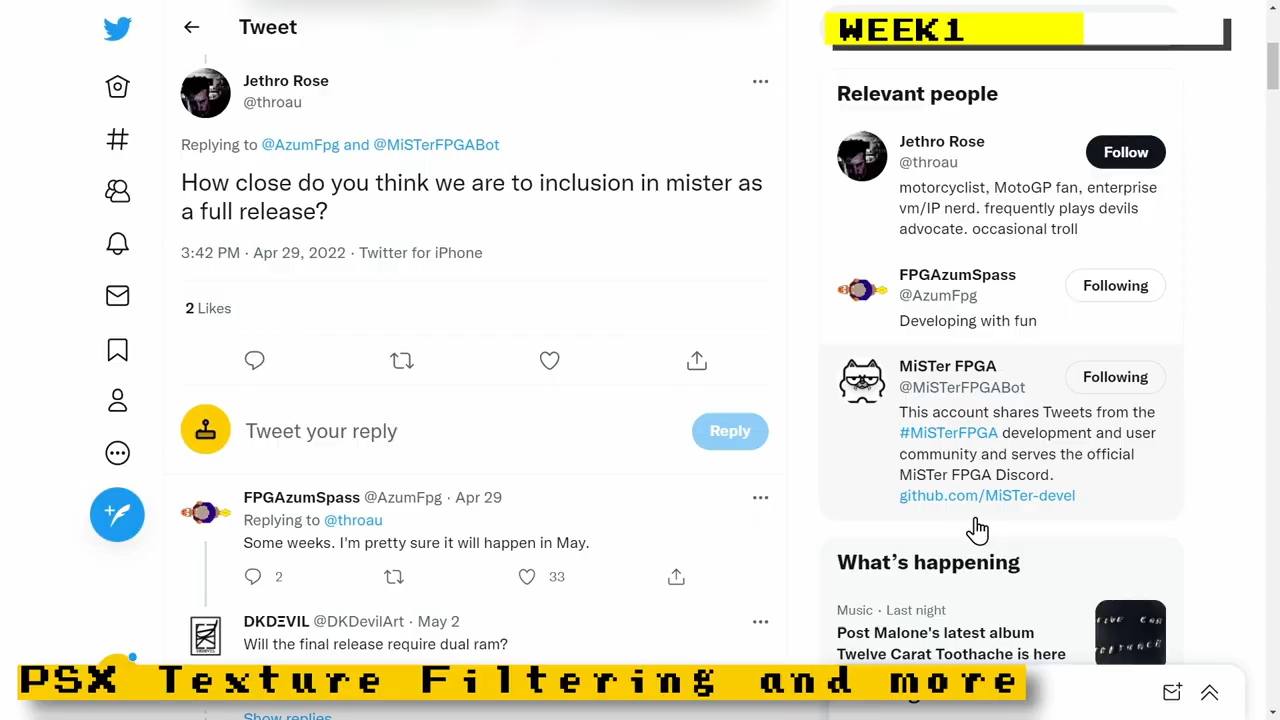 Tweet
WEEK1
Jethro Rose
@throau
Replying to @AzumFpg and @MiSTerFPGABot
How close do you think we are to inclusion in mister as
a full release?
3:42 PM · Apr 29, 2022 · Twitter for iPhone
2 Likes
Tweet your reply
Reply
FPGAzumSpass @AzumFpg · Apr 29
Replying to @throau
Some weeks. I'm pretty sure it will happen in May.
2
33
DKDΞVIL @DKDevilArt · May 2
Will the final release require dual ram?
Show replies
Relevant people
Jethro Rose
@throau
Follow
motorcyclist, MotoGP fan, enterprise
vm/IP nerd. frequently plays devils
advocate. occasional troll
FPGAzumSpass
@AzumFpg
Following
Developing with fun
MiSTer FPGA
@MiSTerFPGABot
Following
This account shares Tweets from the
#MiSTerFPGA development and user
community and serves the official
MiSTer FPGA Discord.
github.com/MiSTer-devel
What's happening
Music · Last night
Post Malone's latest album
Twelve Carat Toothache is here
PSX Texture Filtering and more